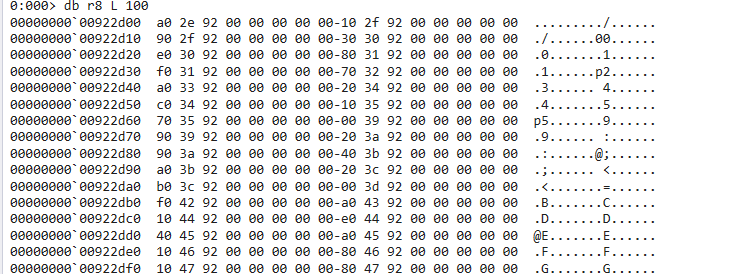 0:000> db r8 L 100
00000000`00922d00  a0 2e 92 00 00 00 00 00-10 2f 92 00 00 00 00 00  ........./......
00000000`00922d10  90 2f 92 00 00 00 00 00-30 30 92 00 00 00 00 00  ./......00......
00000000`00922d20  e0 30 92 00 00 00 00 00-80 31 92 00 00 00 00 00  .0.......1......
00000000`00922d30  f0 31 92 00 00 00 00 00-70 32 92 00 00 00 00 00  .1......p2......
00000000`00922d40  a0 33 92 00 00 00 00 00-20 34 92 00 00 00 00 00  .3...... 4......
00000000`00922d50  c0 34 92 00 00 00 00 00-10 35 92 00 00 00 00 00  .4.......5......
00000000`00922d60  70 35 92 00 00 00 00 00-00 39 92 00 00 00 00 00  p5.......9......
00000000`00922d70  90 39 92 00 00 00 00 00-20 3a 92 00 00 00 00 00  .9...... :......
00000000`00922d80  90 3a 92 00 00 00 00 00-40 3b 92 00 00 00 00 00  .:......@;......
00000000`00922d90  a0 3b 92 00 00 00 00 00-20 3c 92 00 00 00 00 00  .;...... <......
00000000`00922da0  b0 3c 92 00 00 00 00 00-00 3d 92 00 00 00 00 00  .<.......=......
00000000`00922db0  f0 42 92 00 00 00 00 00-a0 43 92 00 00 00 00 00  .B.......C......
00000000`00922dc0  10 44 92 00 00 00 00 00-e0 44 92 00 00 00 00 00  .D.......D......
00000000`00922dd0  40 45 92 00 00 00 00 00-a0 45 92 00 00 00 00 00  @E.......E......
00000000`00922de0  10 46 92 00 00 00 00 00-80 46 92 00 00 00 00 00  .F.......F......
00000000`00922df0  10 47 92 00 00 00 00 00-80 47 92 00 00 00 00 00  .G.......G......